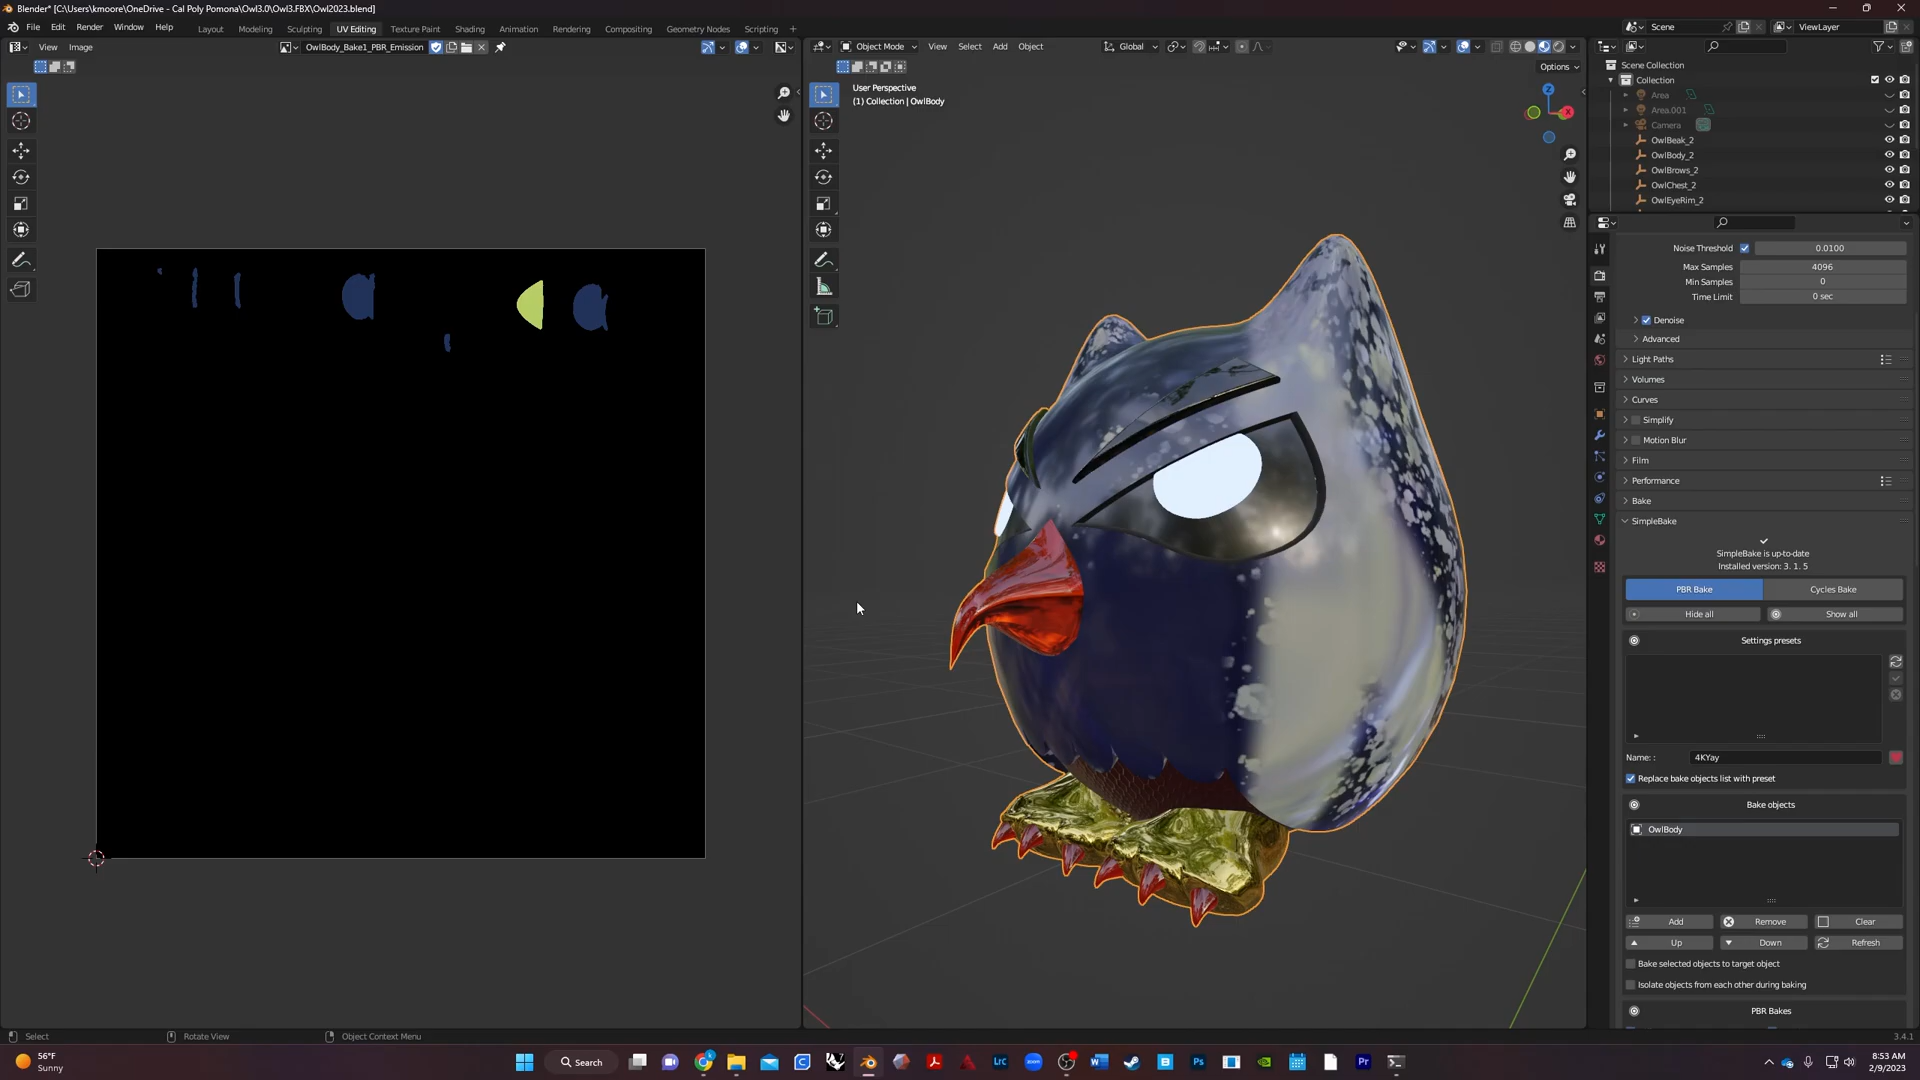 Blender* [C:\Users\kmoore\OneDrive - Cal Poly Pomona\Owl3.0\Owl3.FBX\Owl2023.blend]
File Edit Render Window Help Layout Modeling Sculpting UV Editing Texture Paint Shading Animation Rendering Compositing Geometry Nodes Scripting + Scene ViewLayer
View Image OwlBody_Bake1_PBR_Emission Object Mode View Select Add Object Global
Options
User Perspective
(1) Collection | OwlBody
Z
X
Scene Collection
Collection
Area
Area.001
Camera
OwlBeak_2
OwlBody_2
OwlBrows_2
OwlChest_2
OwlEyeRim_2
Noise Threshold 0.0100
Max Samples 4096
Min Samples 0
Time Limit 0 sec
Denoise
Advanced
Light Paths
Volumes
Curves
Simplify
Motion Blur
Film
Performance
Bake
SimpleBake
SimpleBake is up-to-date
Installed version: 3. 1. 5
PBR Bake Cycles Bake
Hide all Show all
Settings presets
Name: : 4KYay
Replace bake objects list with preset
Bake objects
OwlBody
Add Remove Clear
Up Down Refresh
Bake selected objects to target object
Isolate objects from each other during baking
PBR Bakes
Select Rotate View Object Context Menu 3.4.1
56°F
Sunny
Search
Lrc
zoom
W
B
Ps
Pr
8:53 AM
2/9/2023